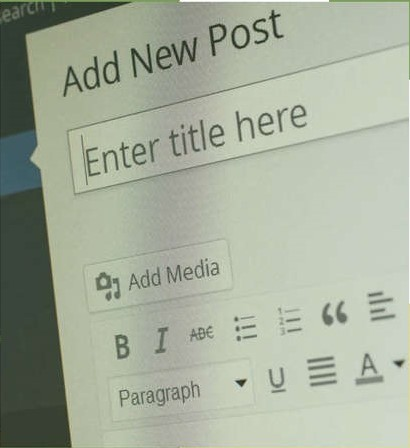 earch
Add New Post
Enter title here
Add Media
B I ABC
Paragraph U A